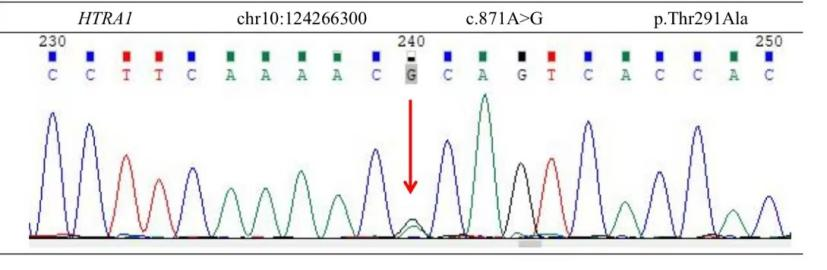 HTRA1 chr10:124266300 c.871A>G p.Thr291Ala
230 240 250
C C T T C A A A A C G C A G T C A C C A C